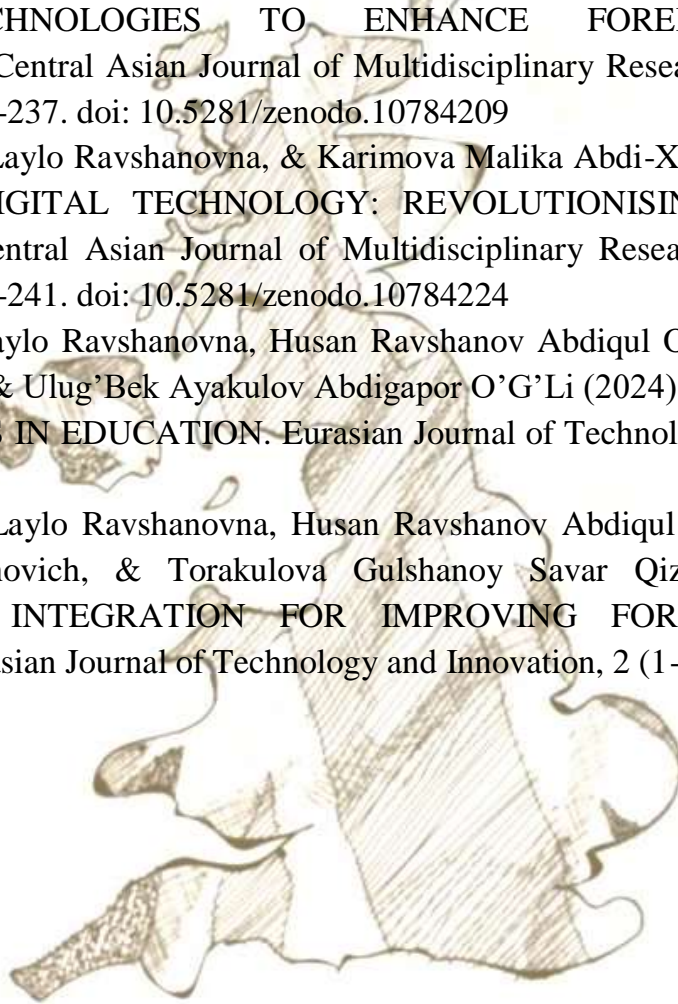 CHNOLOGIES TO ENHANCE FORE
Central Asian Journal of Multidisciplinary Resea
-237. doi: 10.5281/zenodo.10784209
Laylo Ravshanovna, & Karimova Malika Abdi-X
IGITAL TECHNOLOGY: REVOLUTIONISIN
entral Asian Journal of Multidisciplinary Resea
-241. doi: 10.5281/zenodo.10784224
aylo Ravshanovna, Husan Ravshanov Abdiqul O
& Ulug’Bek Ayakulov Abdigapor O’G’Li (2024)
S IN EDUCATION. Eurasian Journal of Technol
Laylo Ravshanovna, Husan Ravshanov Abdiqul
novich, & Torakulova Gulshanoy Savar Qiz
INTEGRATION FOR IMPROVING FOR
asian Journal of Technology and Innovation, 2 (1-